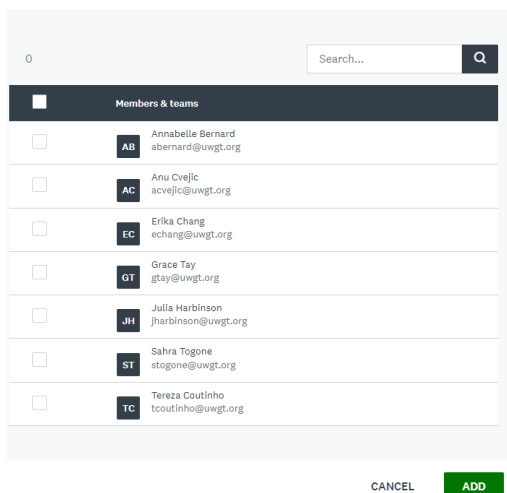 0
Search...
Members & teams
Annabelle Bernard
AB
abernard@uwgt.org
Anu Cvejic
AC
acvejic@uwgt.org
Erika Chang
EC
echang@uwgt.org
Grace Tay
GT
gtay@uwgt.org
Julia Harbinson
JH
jharbinson@uwgt.org
Sahra Togone
ST
stogone@uwgt.org
Tereza Coutinho
TC
tcoutinho@uwgt.org
CANCEL
ADD